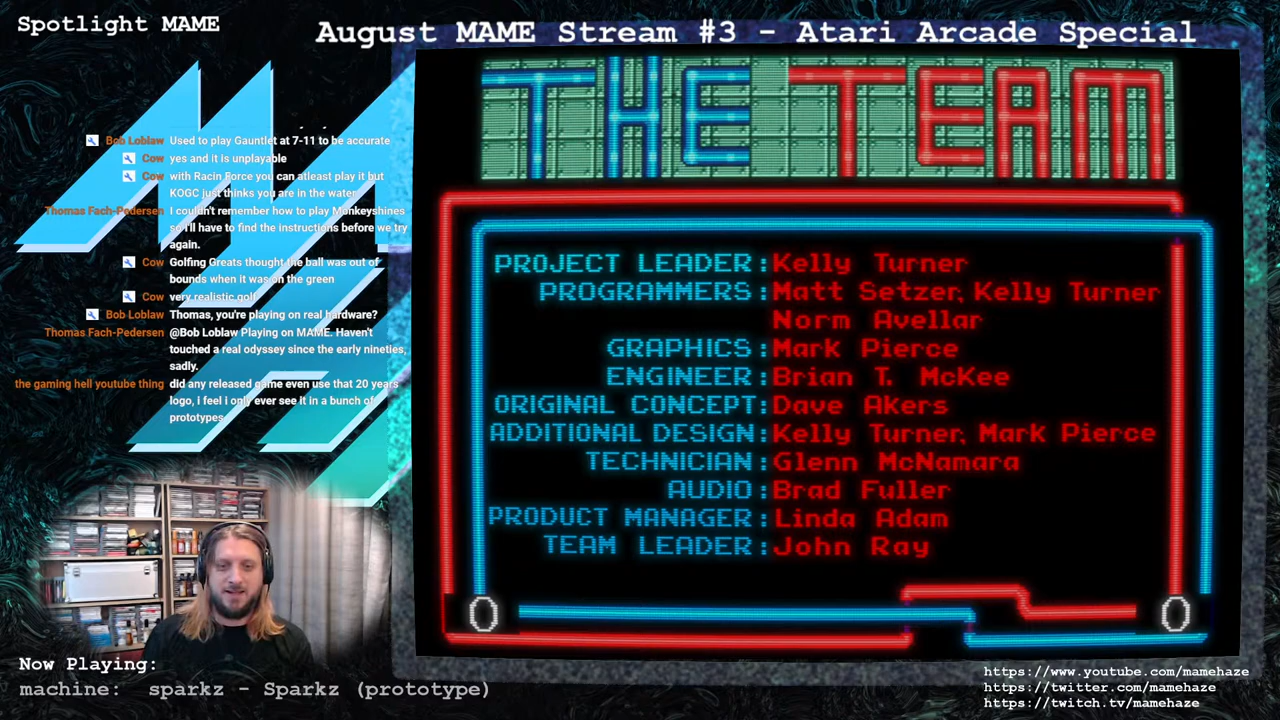 Spotlight MAME
August MAME Stream #3 - Atari Arcade Special
THE TEAM
Bob Loblaw Used to play Gauntlet at 7-11 to be accurate
Cow yes and it is unplayable
Cow with Racin Force you can atleast play it but
KOGC just thinks you are in the water
Thomas Fach-Pedersen I couldn't remember how to play Monkeyshines
so I'll have to find the instructions before we try
again.
Cow Golfing Greats thought the ball was out of
bounds when it was on the green
Cow very realistic golf
Bob Loblaw Thomas, you're playing on real hardware?
Thomas Fach-Pedersen @Bob Loblaw Playing on MAME. Haven't
touched a real odyssey since the early nineties,
sadly.
the gaming hell youtube thing did any released game even use that 20 years
logo, i feel i only ever see it in a bunch of
prototypes
PROJECT LEADER: Kelly Turner
PROGRAMMERS: Matt Setzer, Kelly Turner
Norm Avellar
GRAPHICS: Mark Pierce
ENGINEER: Brian T. McKee
ORIGINAL CONCEPT: Dave Akers
ADDITIONAL DESIGN: Kelly Turner, Mark Pierce
TECHNICIAN: Glenn McNamara
AUDIO: Brad Fuller
PRODUCT MANAGER: Linda Adam
TEAM LEADER: John Ray
0 0
Now Playing:
machine: sparkz - Sparkz (prototype)
https://www.youtube.com/mamehaze
https://twitter.com/mamehaze
https://twitch.tv/mamehaze